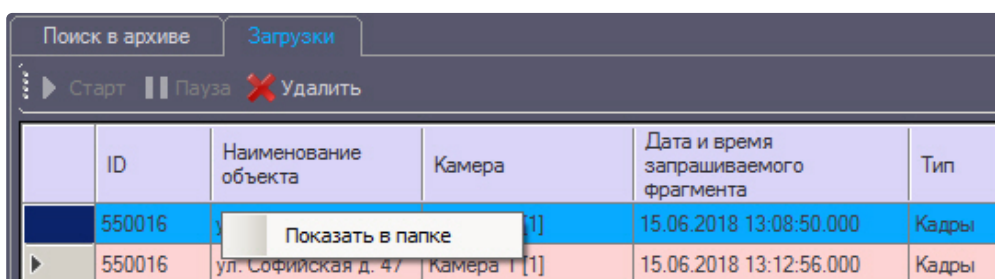 Поиск в архиве Загрузки
Старт Пауза Удалить
ID Наименование объекта Камера Дата и время запрашиваемого фрагмента Тип
550016 [1] 15.06.2018 13:08:50.000 Кадры
Показать в папке
550016 ул. Софийская д. 47 Камера 1 [1] 15.06.2018 13:12:56.000 Кадры